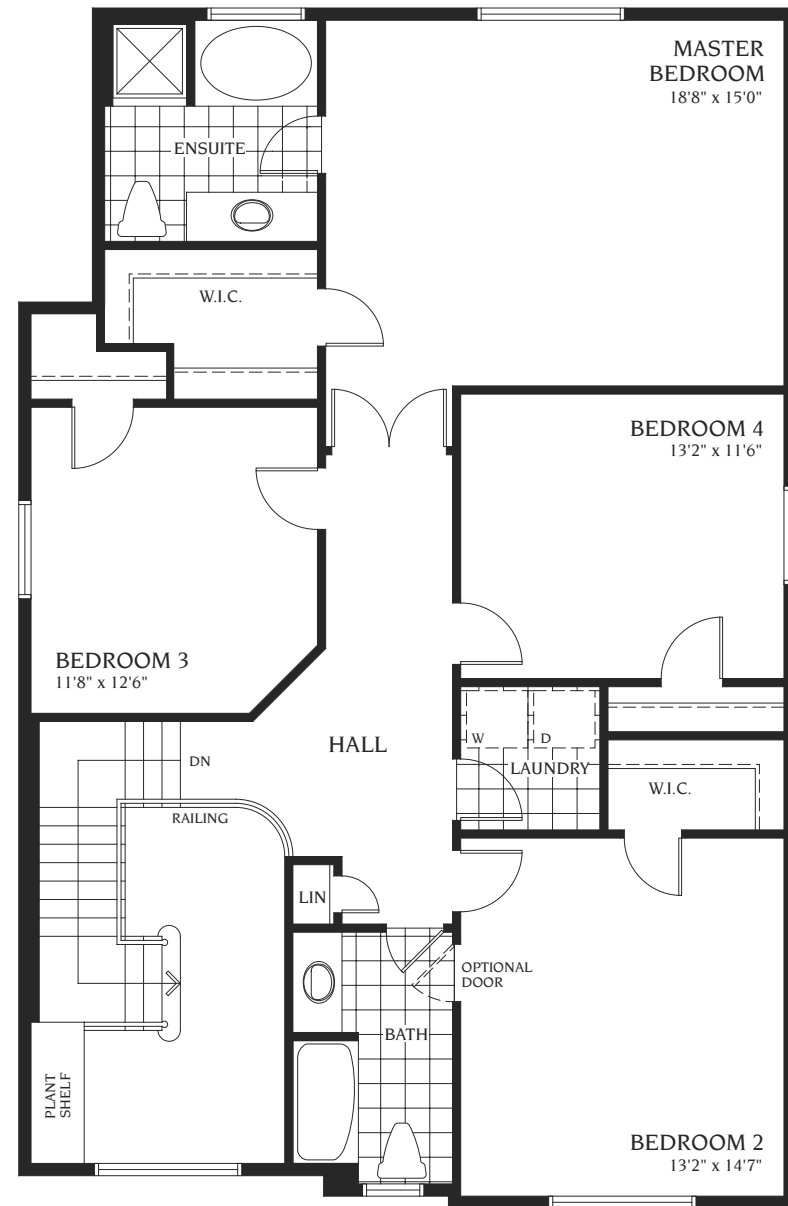 MASTER
BEDROOM
18'8" x 15'0"
ENSUITE
W.I.C.
BEDROOM 4
13'2" x 11'6"
BEDROOM 3
11'8" x 12'6"
HALL
W
D
LAUNDRY
DN
W.I.C.
RAILING
LIN
OPTIONAL
DOOR
BATH
PLANT
SHELF
BEDROOM 2
13'2" x 14'7"